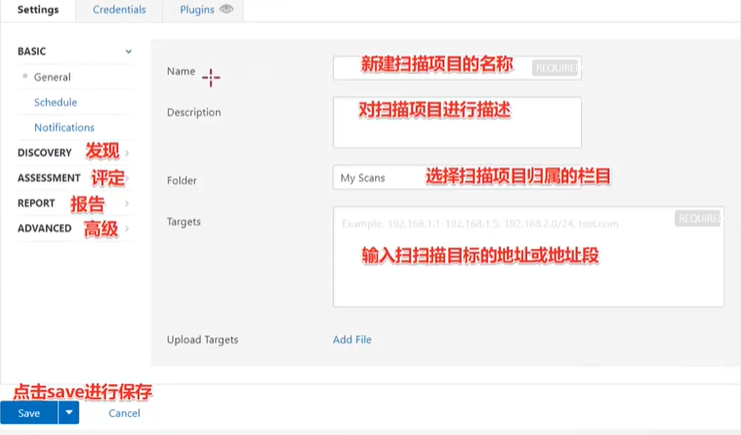 Settings Credentials Plugins
BASIC
General
Schedule
Notifications
DISCOVERY 发现
ASSESSMENT 评定
REPORT 报告
ADVANCED 高级
Name 新建扫描项目的名称 REQUIRED
Description 对扫描项目进行描述
Folder My Scans 选择扫描项目归属的栏目
Targets Example: 192.168.1.1-192.168.1.5, 192.168.2.0/24, test.com REQUIRED
输入扫扫描目标的地址或地址段
Upload Targets Add File
点击save进行保存
Save Cancel